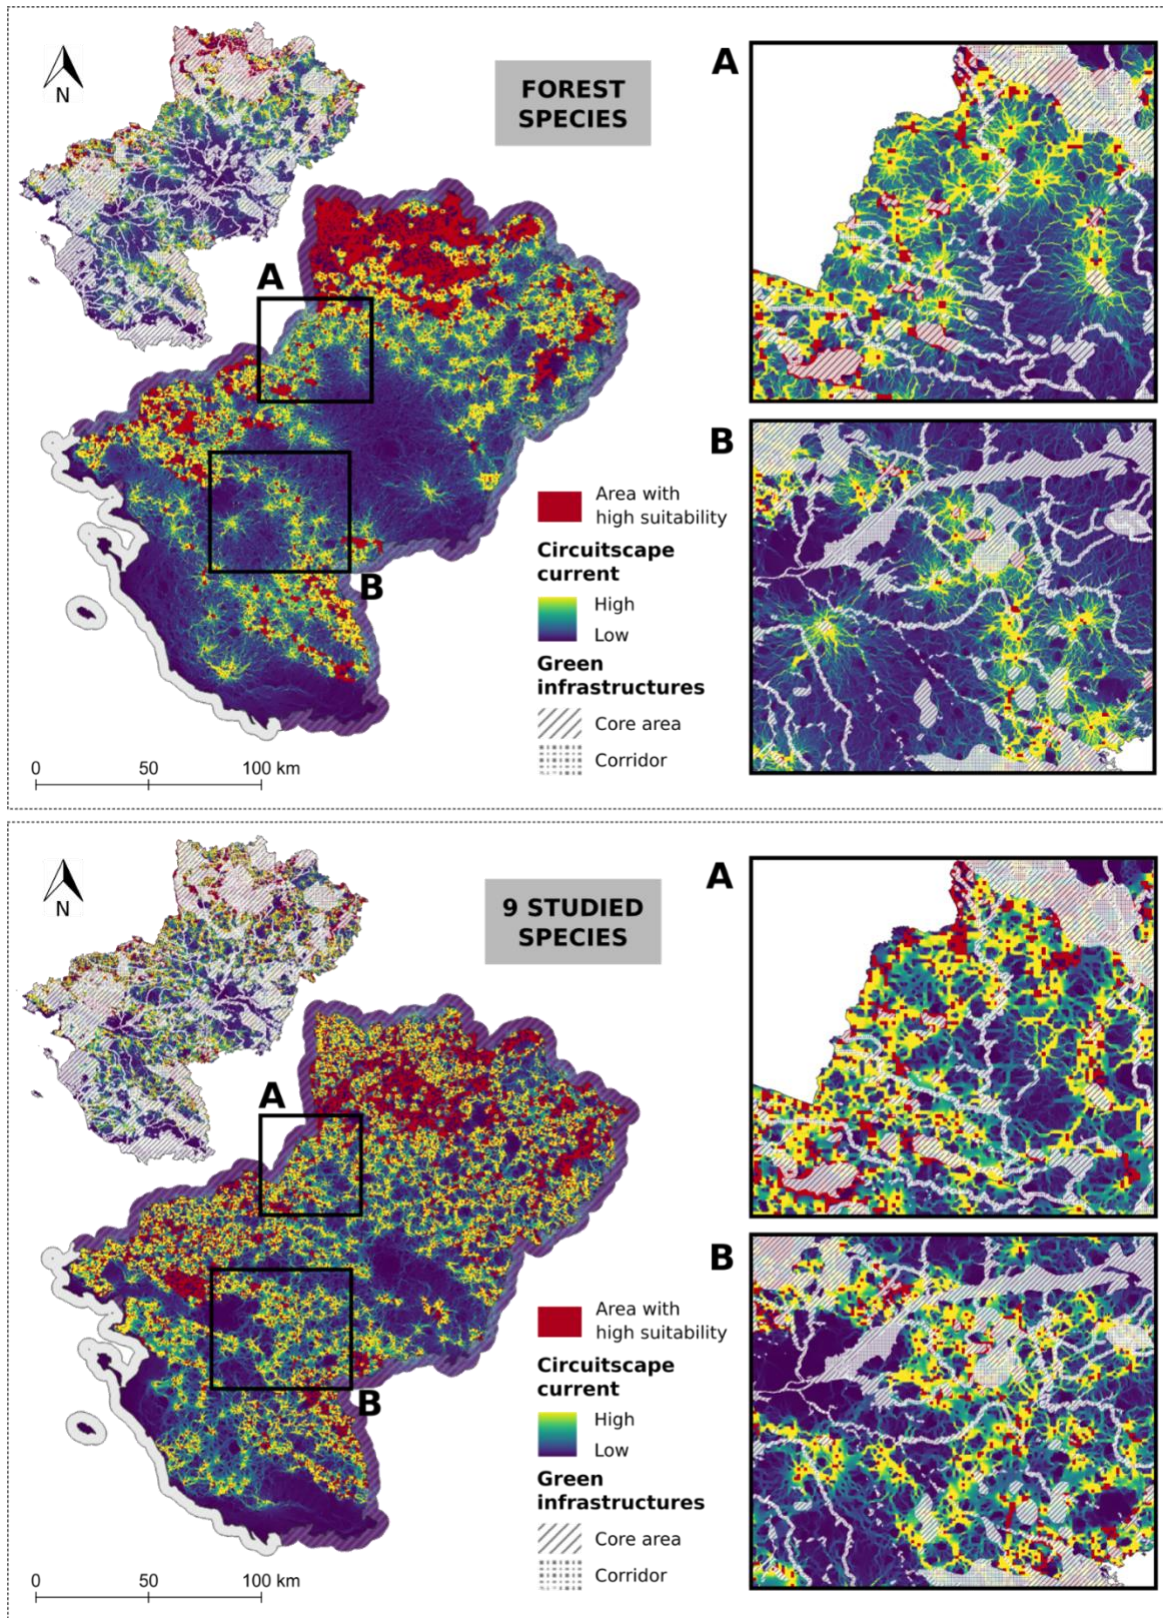 N
FOREST
SPECIES
A
B
Area with
high suitability
Circuitscape
current
High
Low
Green
infrastructures
Core area
Corridor
0 50 100 km
A
B
N
9 STUDIED
SPECIES
A
B
Area with
high suitability
Circuitscape
current
High
Low
Green
infrastructures
Core area
Corridor
0 50 100 km
A
B